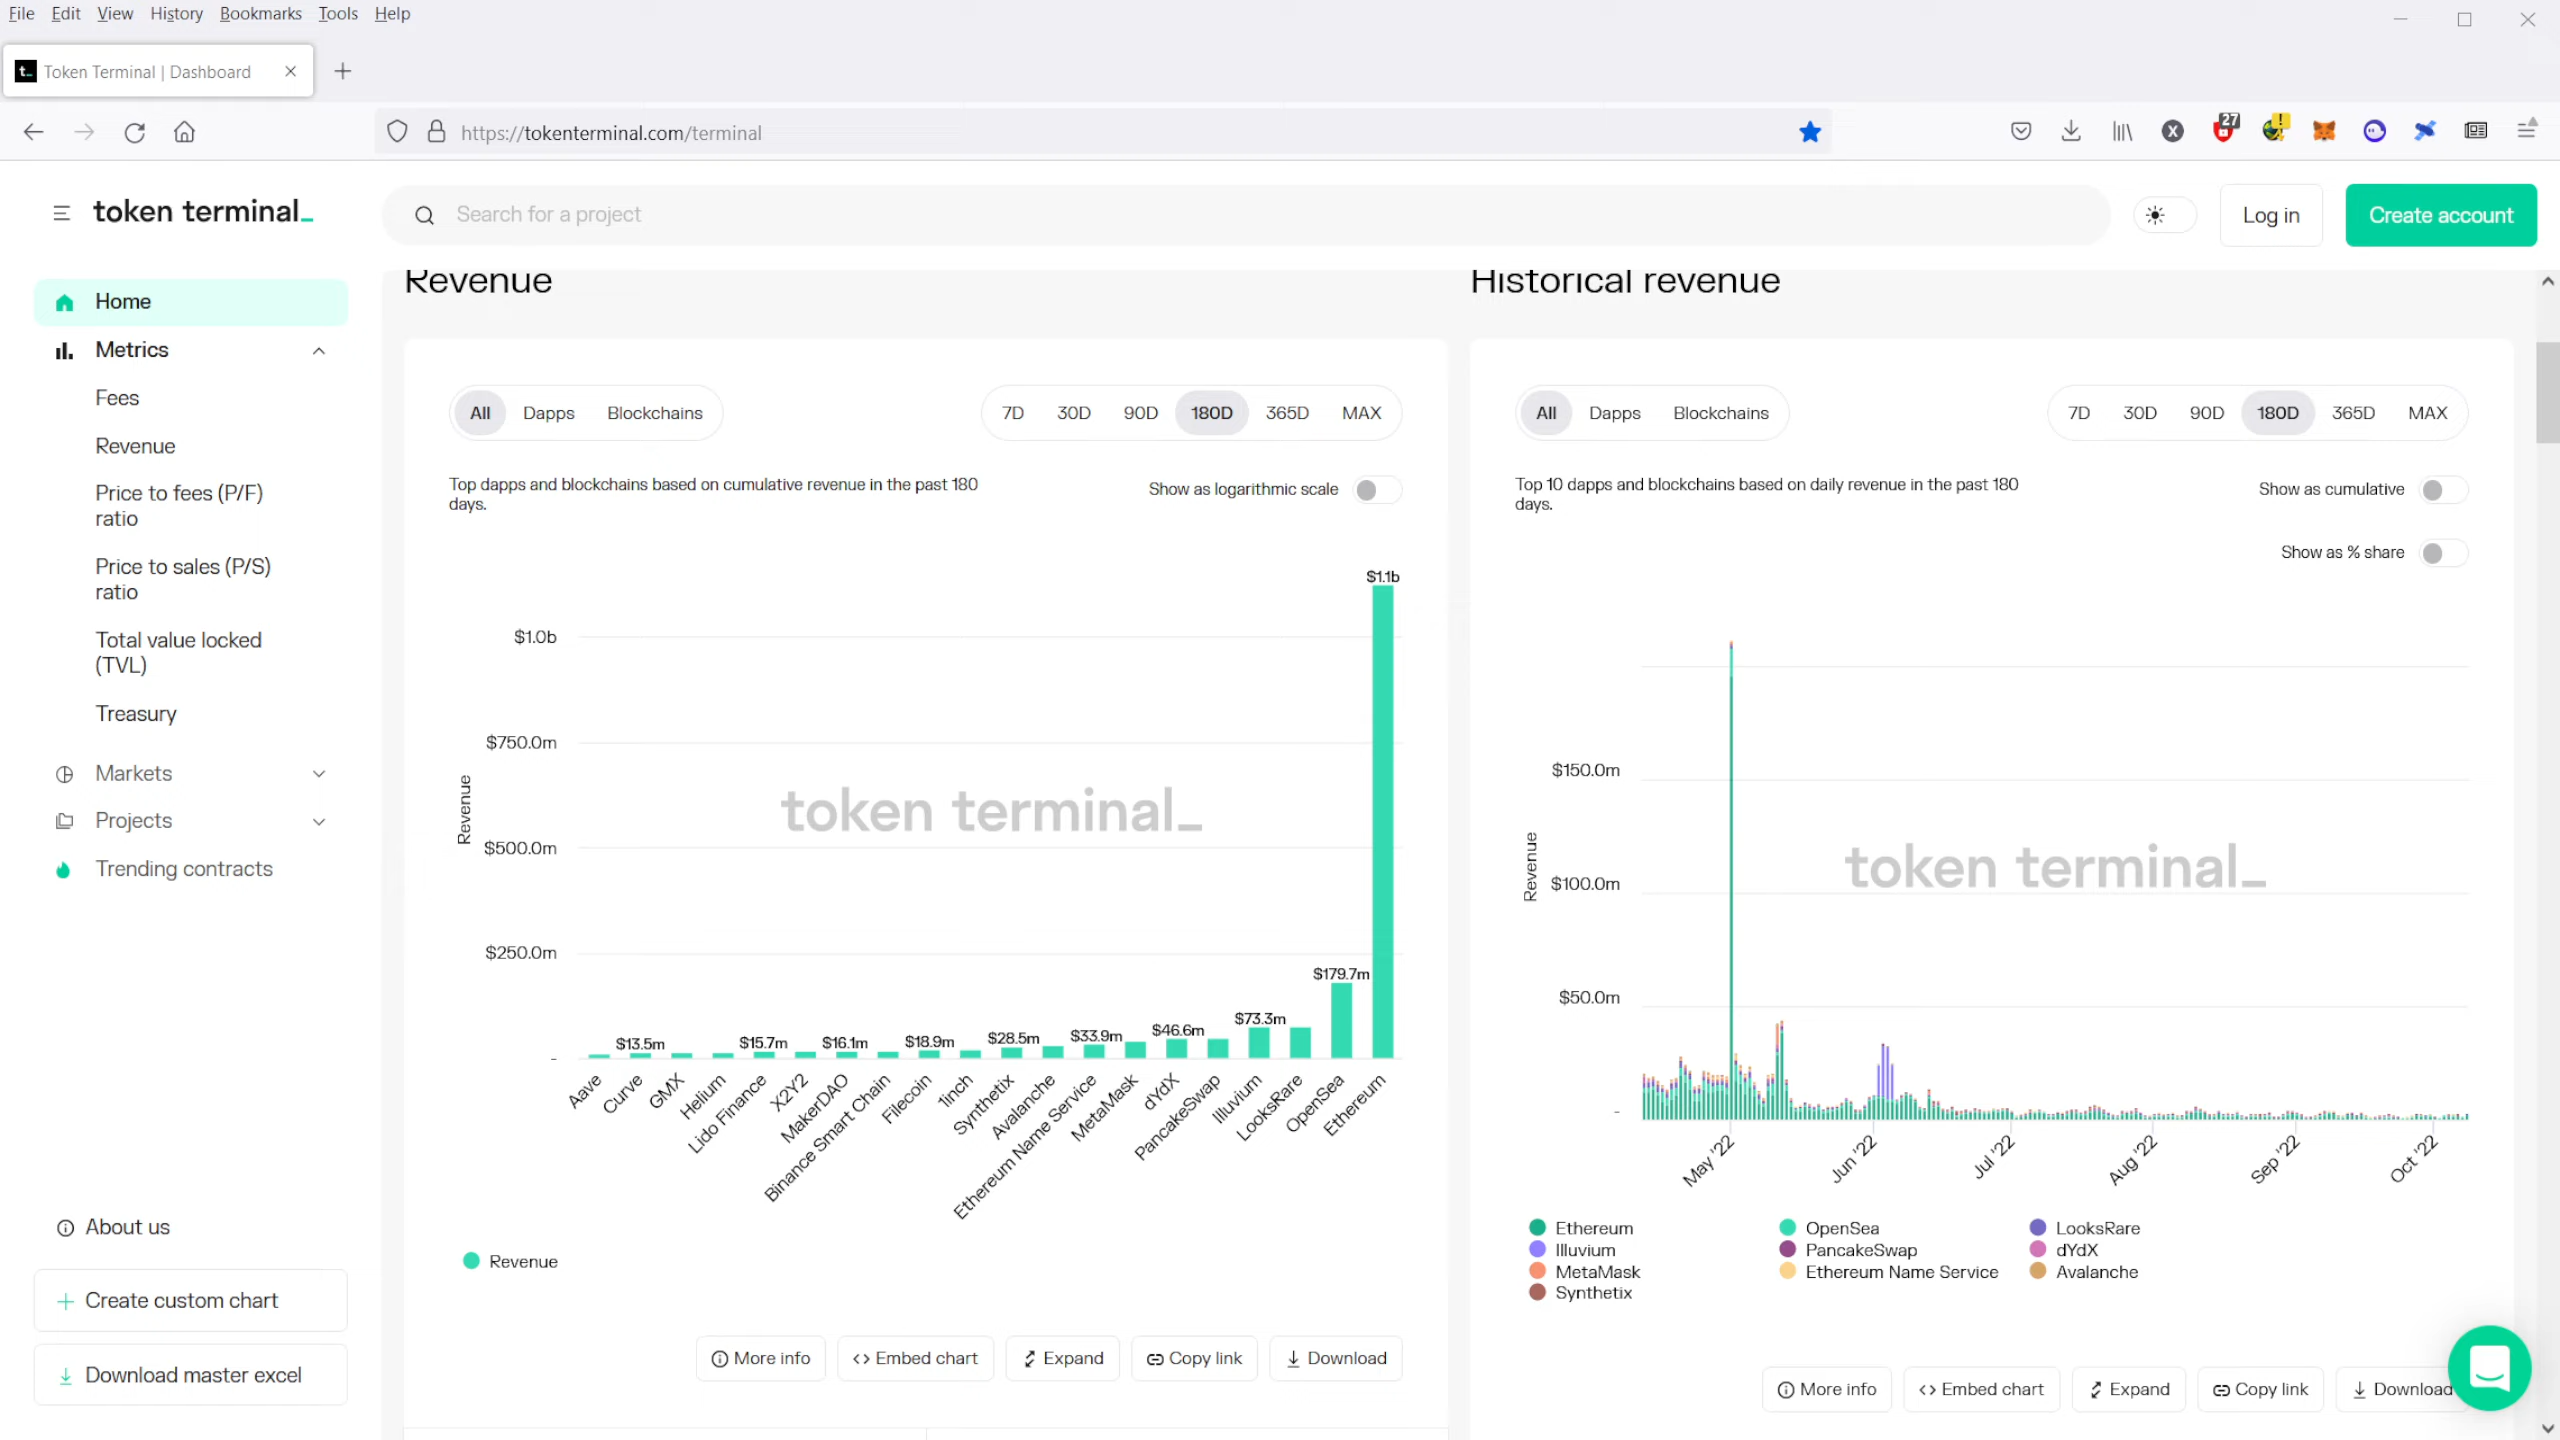 File Edit View History Bookmarks Tools Help
t_ Token Terminal | Dashboard
https://tokenterminal.com/terminal
X
27
token terminal_
Search for a project
Log in
Create account
Home
Metrics
Fees
Revenue
Price to fees (P/F)
ratio
Price to sales (P/S)
ratio
Total value locked
(TVL)
Treasury
Markets
Projects
Trending contracts
About us
Create custom chart
Download master excel
Revenue
All Dapps Blockchains
7D 30D 90D 180D 365D MAX
Top dapps and blockchains based on cumulative revenue in the past 180
days.
Show as logarithmic scale
$1.1b
$1.0b
$750.0m
$500.0m
$250.0m
-
Revenue
token terminal_
$13.5m
$15.7m
$16.1m
$18.9m
$28.5m
$33.9m
$46.6m
$73.3m
$179.7m
Aave
Curve
GMX
Helium
Lido Finance
X2Y2
MakerDAO
Binance Smart Chain
Filecoin
1inch
Synthetix
Avalanche
Ethereum Name Service
MetaMask
dYdX
PancakeSwap
Illuvium
LooksRare
OpenSea
Ethereum
Revenue
More info
<> Embed chart
Expand
Copy link
Download
Historical revenue
All Dapps Blockchains
7D 30D 90D 180D 365D MAX
Top 10 dapps and blockchains based on daily revenue in the past 180
days.
Show as cumulative
Show as % share
$150.0m
$100.0m
$50.0m
-
Revenue
token terminal_
May '22
Jun '22
Jul '22
Aug '22
Sep '22
Oct '22
Ethereum OpenSea LooksRare
Illuvium PancakeSwap dYdX
MetaMask Ethereum Name Service Avalanche
Synthetix
More info
<> Embed chart
Expand
Copy link
Download